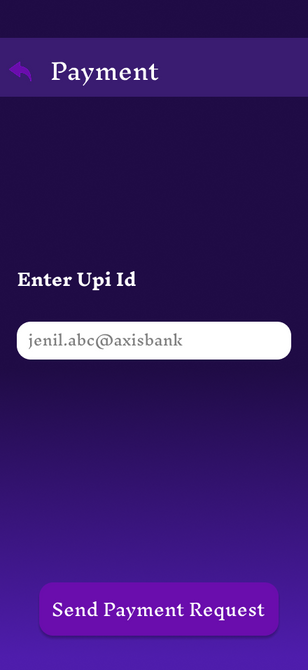 Payment
Enter Upi Id
jenil.abc@axisbank
Send Payment Request